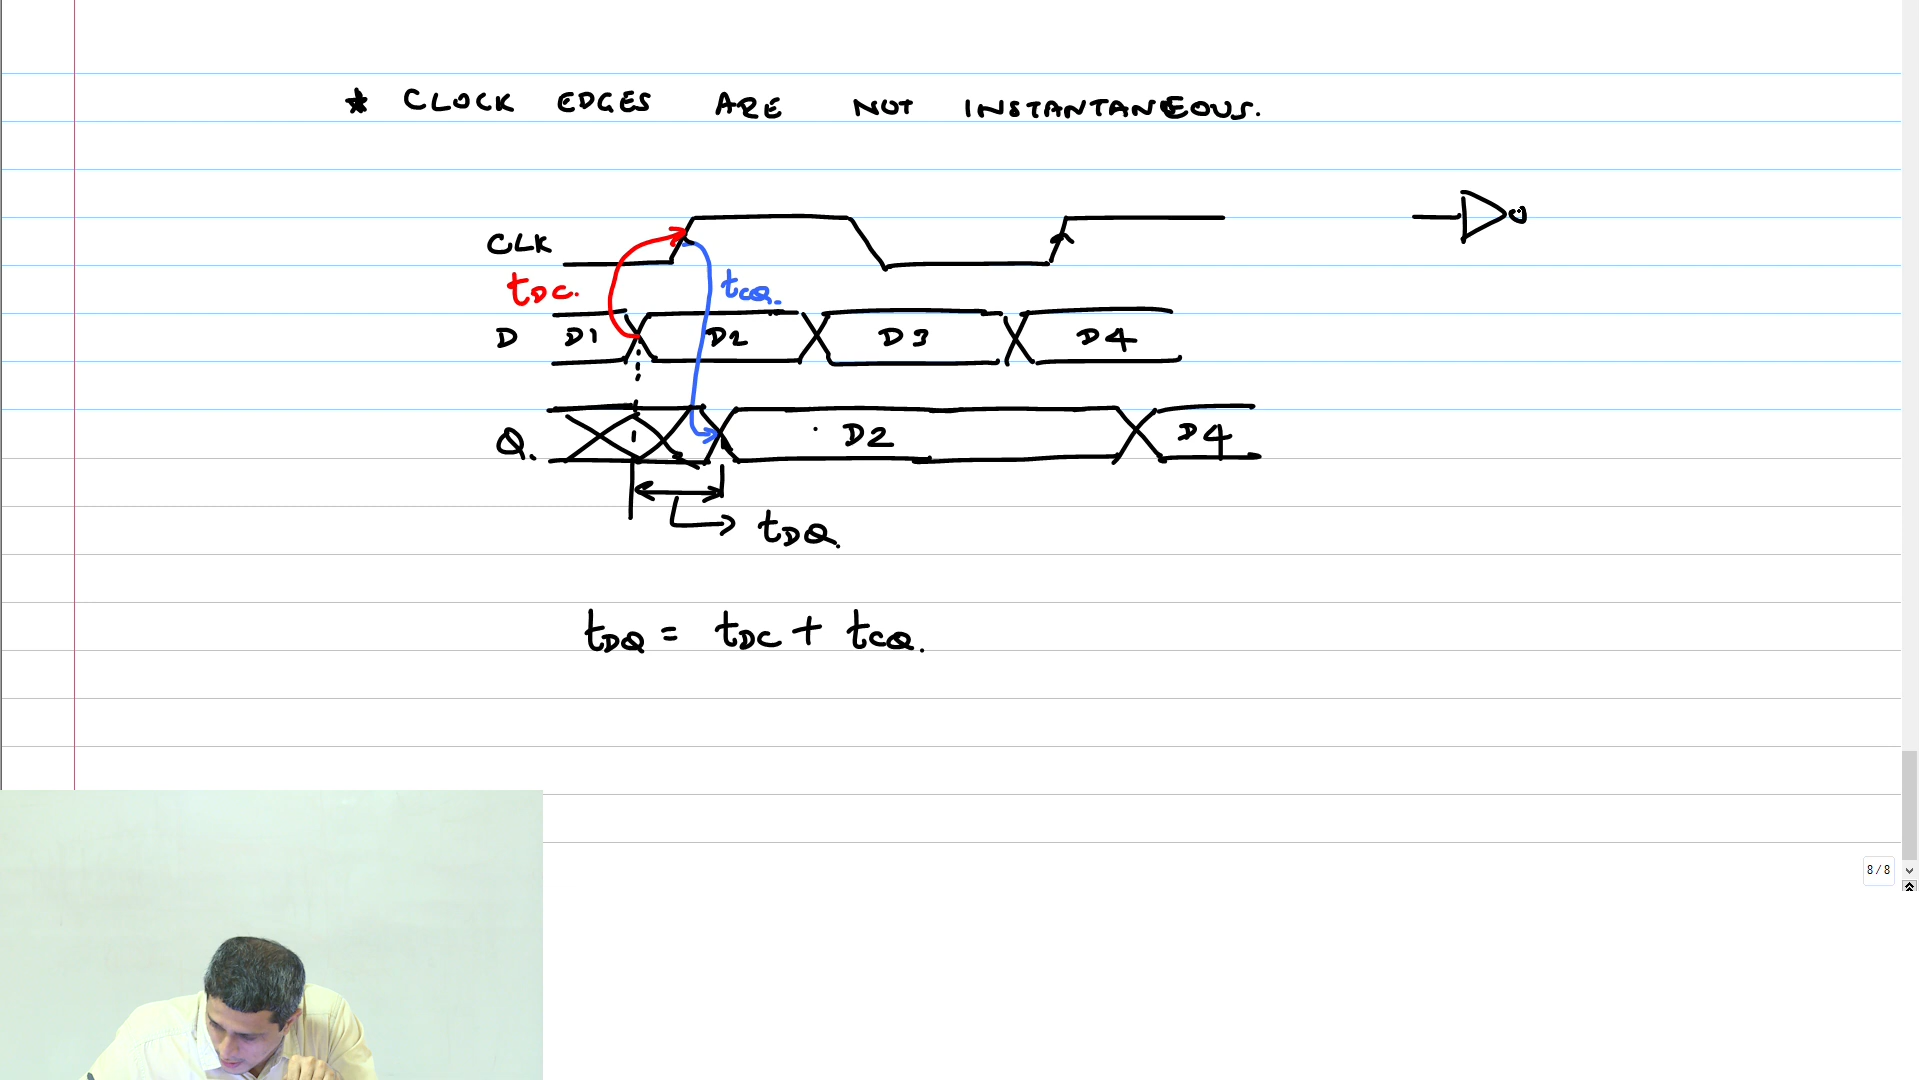 * CLOCK EDGES ARE NOT INSTANTANEOUS.
CLK
tDC.
tCQ.
D D1 D2 D3 D4
Q. D2 D4
tDQ.
tDQ = tDC + tCQ.
8 / 8